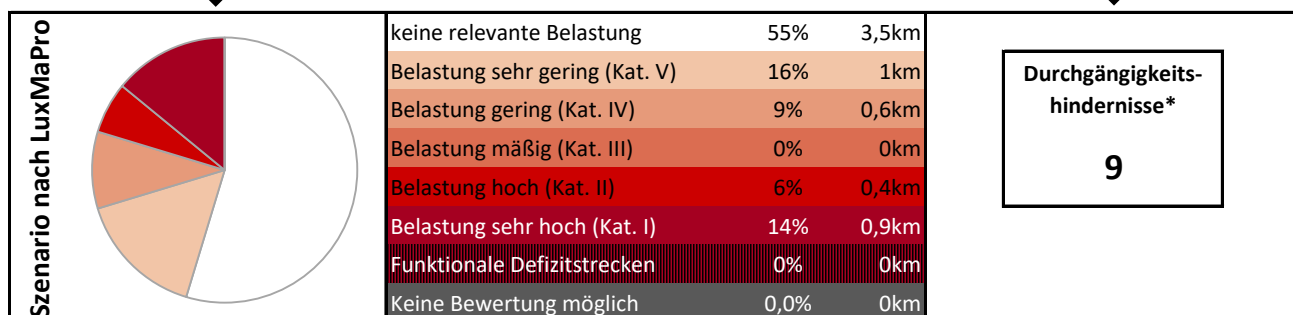 Szenario nach LuxMaPro
keine relevante Belastung 55% 3,5km
Belastung sehr gering (Kat. V) 16% 1km
Belastung gering (Kat. IV) 9% 0,6km
Belastung mäßig (Kat. III) 0% 0km
Belastung hoch (Kat. II) 6% 0,4km
Belastung sehr hoch (Kat. I) 14% 0,9km
Funktionale Defizitstrecken 0% 0km
Keine Bewertung möglich 0,0% 0km
Durchgängigkeits-
hindernisse*
9